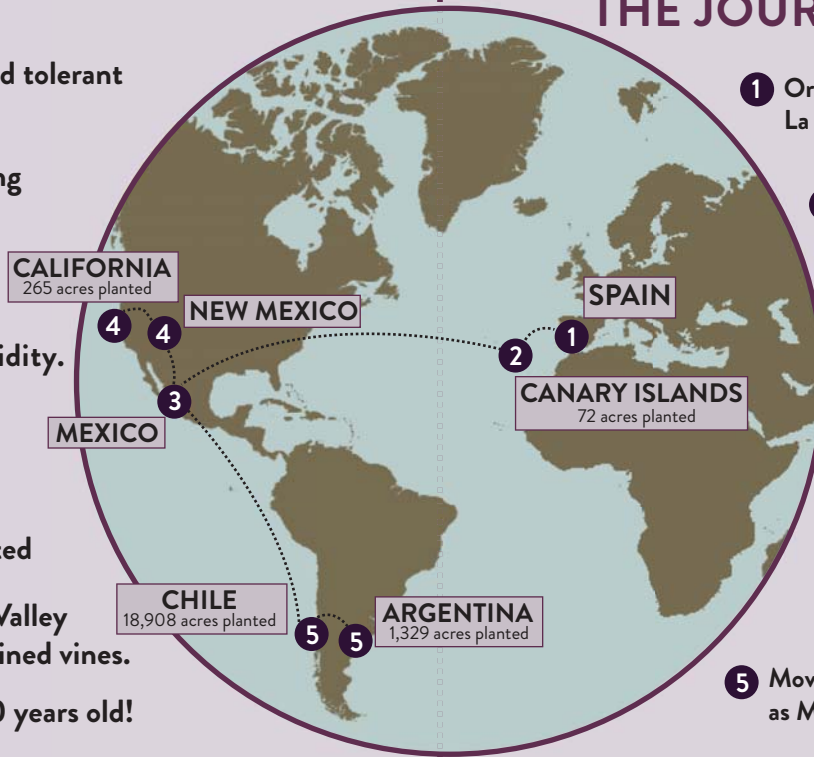 THE JOUR
d tolerant
ng
idity.
ted
Valley
ined vines.
0 years old!
CALIFORNIA
265 acres planted
4
4
NEW MEXICO
3
MEXICO
2
1
SPAIN
CANARY ISLANDS
72 acres planted
CHILE
18,908 acres planted
5
5
ARGENTINA
1,329 acres planted
1 Or
La
5 Mov
as M